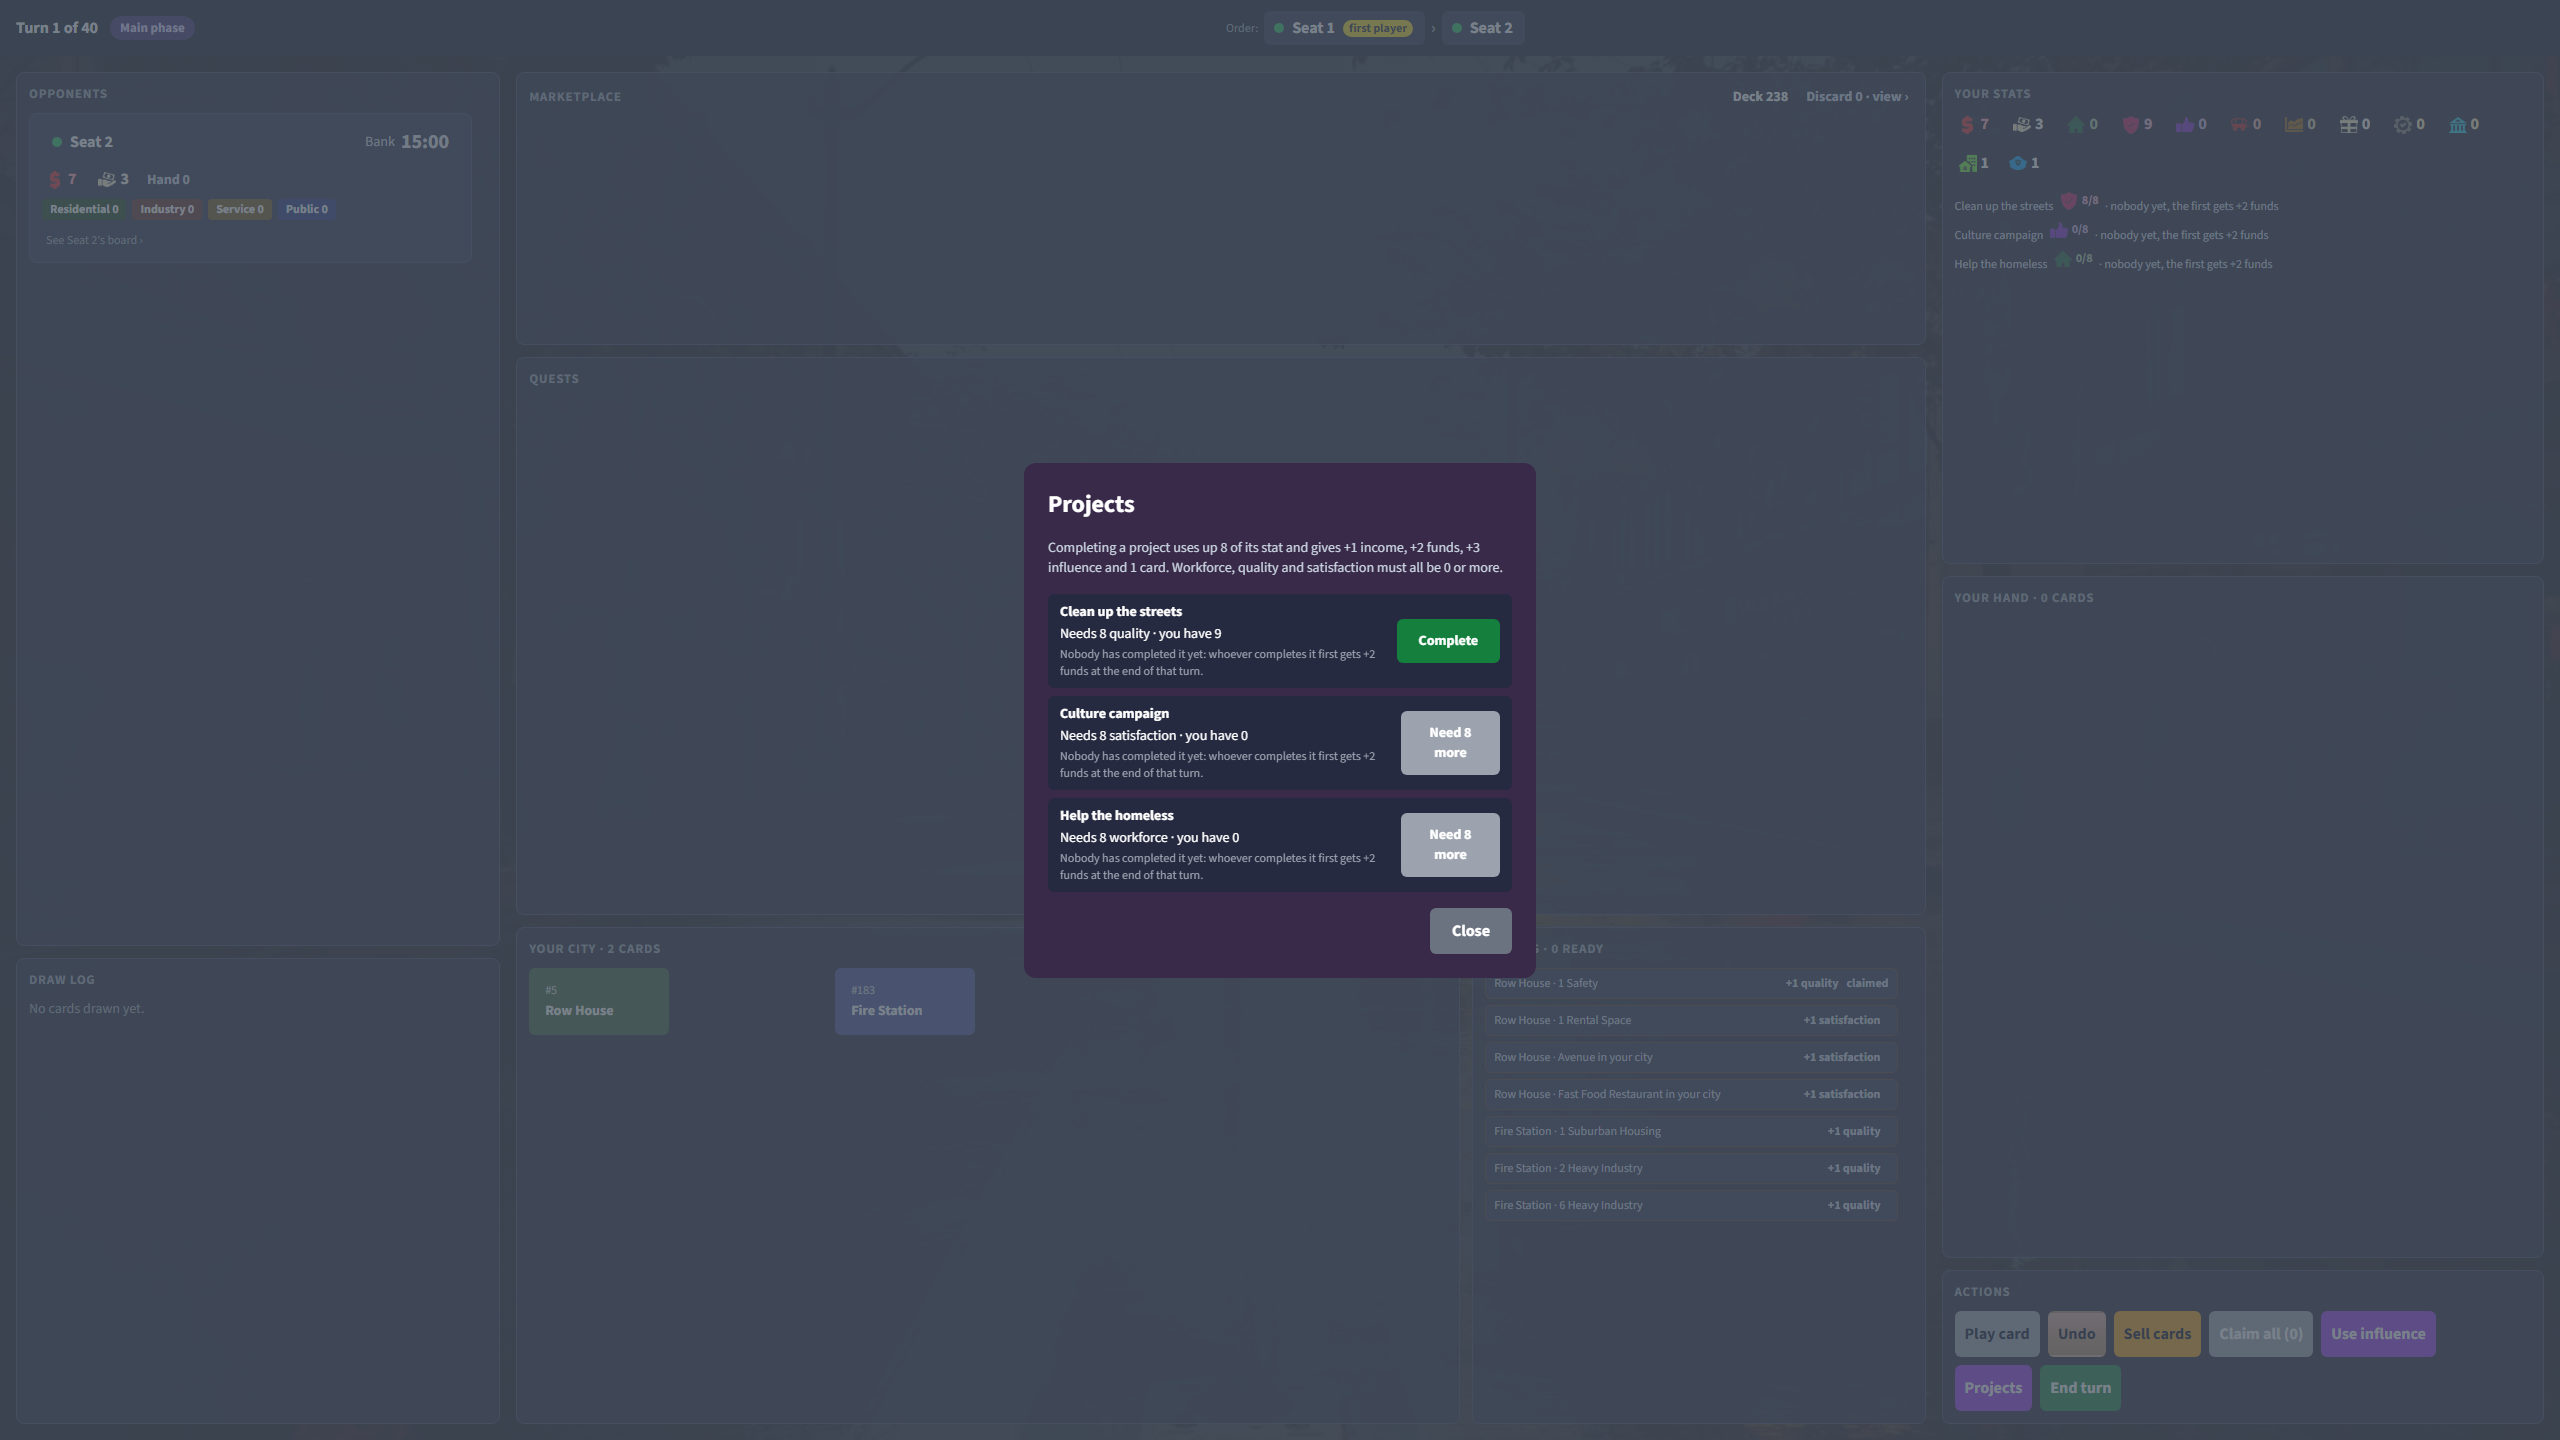 Turn 1 of 40 Main phase
Order: Seat 1 first player › Seat 2
OPPONENTS
Seat 2 Bank 15:00
7 3 Hand 0
Residential 0 Industry 0 Service 0 Public 0
See Seat 2's board ›
DRAW LOG
No cards drawn yet.
MARKETPLACE Deck 238 Discard 0 · view ›
QUESTS
Projects
Completing a project uses up 8 of its stat and gives +1 income, +2 funds, +3
influence and 1 card. Workforce, quality and satisfaction must all be 0 or more.
Clean up the streets
Needs 8 quality · you have 9
Nobody has completed it yet: whoever completes it first gets +2
funds at the end of that turn.
Complete
Culture campaign
Needs 8 satisfaction · you have 0
Nobody has completed it yet: whoever completes it first gets +2
funds at the end of that turn.
Need 8
more
Help the homeless
Needs 8 workforce · you have 0
Nobody has completed it yet: whoever completes it first gets +2
funds at the end of that turn.
Need 8
more
Close
YOUR CITY · 2 CARDS
#5
Row House
#183
Fire Station
· 0 READY
Row House · 1 Safety +1 quality claimed
Row House · 1 Rental Space +1 satisfaction
Row House · Avenue in your city +1 satisfaction
Row House · Fast Food Restaurant in your city +1 satisfaction
Fire Station · 1 Suburban Housing +1 quality
Fire Station · 2 Heavy Industry +1 quality
Fire Station · 6 Heavy Industry +1 quality
YOUR STATS
7 3 0 9 0 0 0 0 0 0
1 1
Clean up the streets 8/8 · nobody yet, the first gets +2 funds
Culture campaign 0/8 · nobody yet, the first gets +2 funds
Help the homeless 0/8 · nobody yet, the first gets +2 funds
YOUR HAND · 0 CARDS
ACTIONS
Play card Undo Sell cards Claim all (0) Use influence
Projects End turn